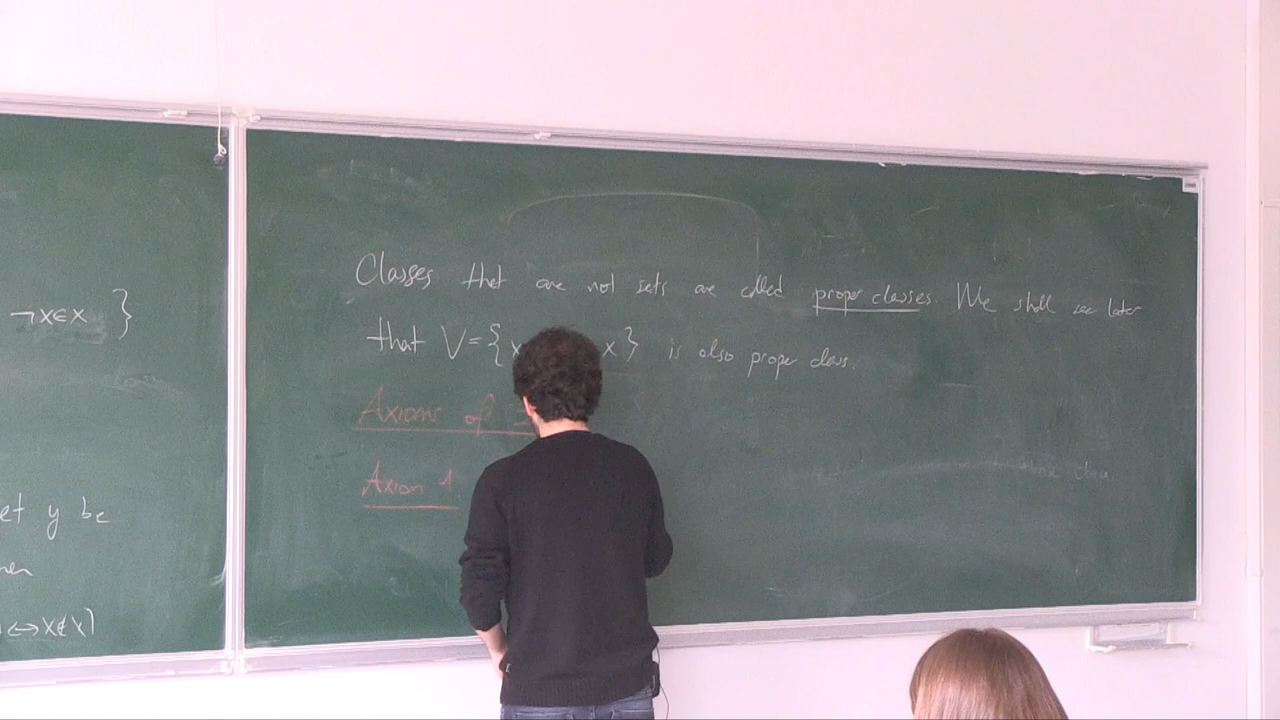 ¬x∈x }
et y be
en
⇔x∉x)
Classes that are not sets are called proper classes. We shall see later
that V={ x x } is also proper class.
Axioms of
Axiom 1